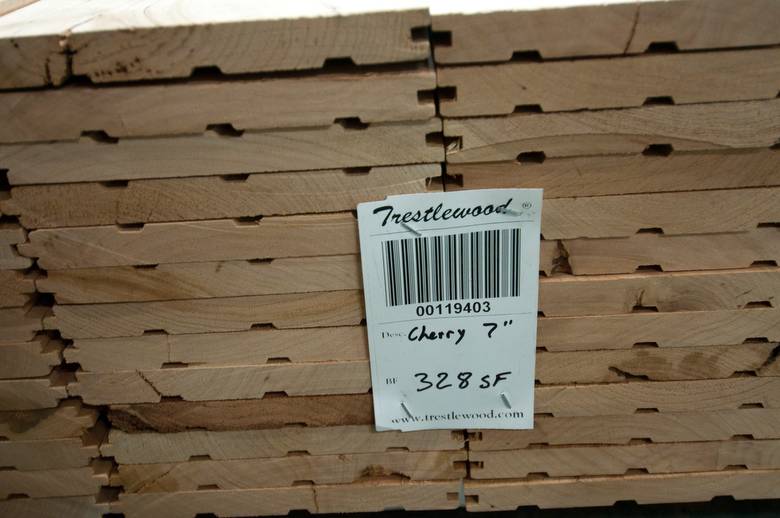 Trestlewood ®
00119403
Desc. Cherry 7"
BF 328 SF
www.trestlewood.com